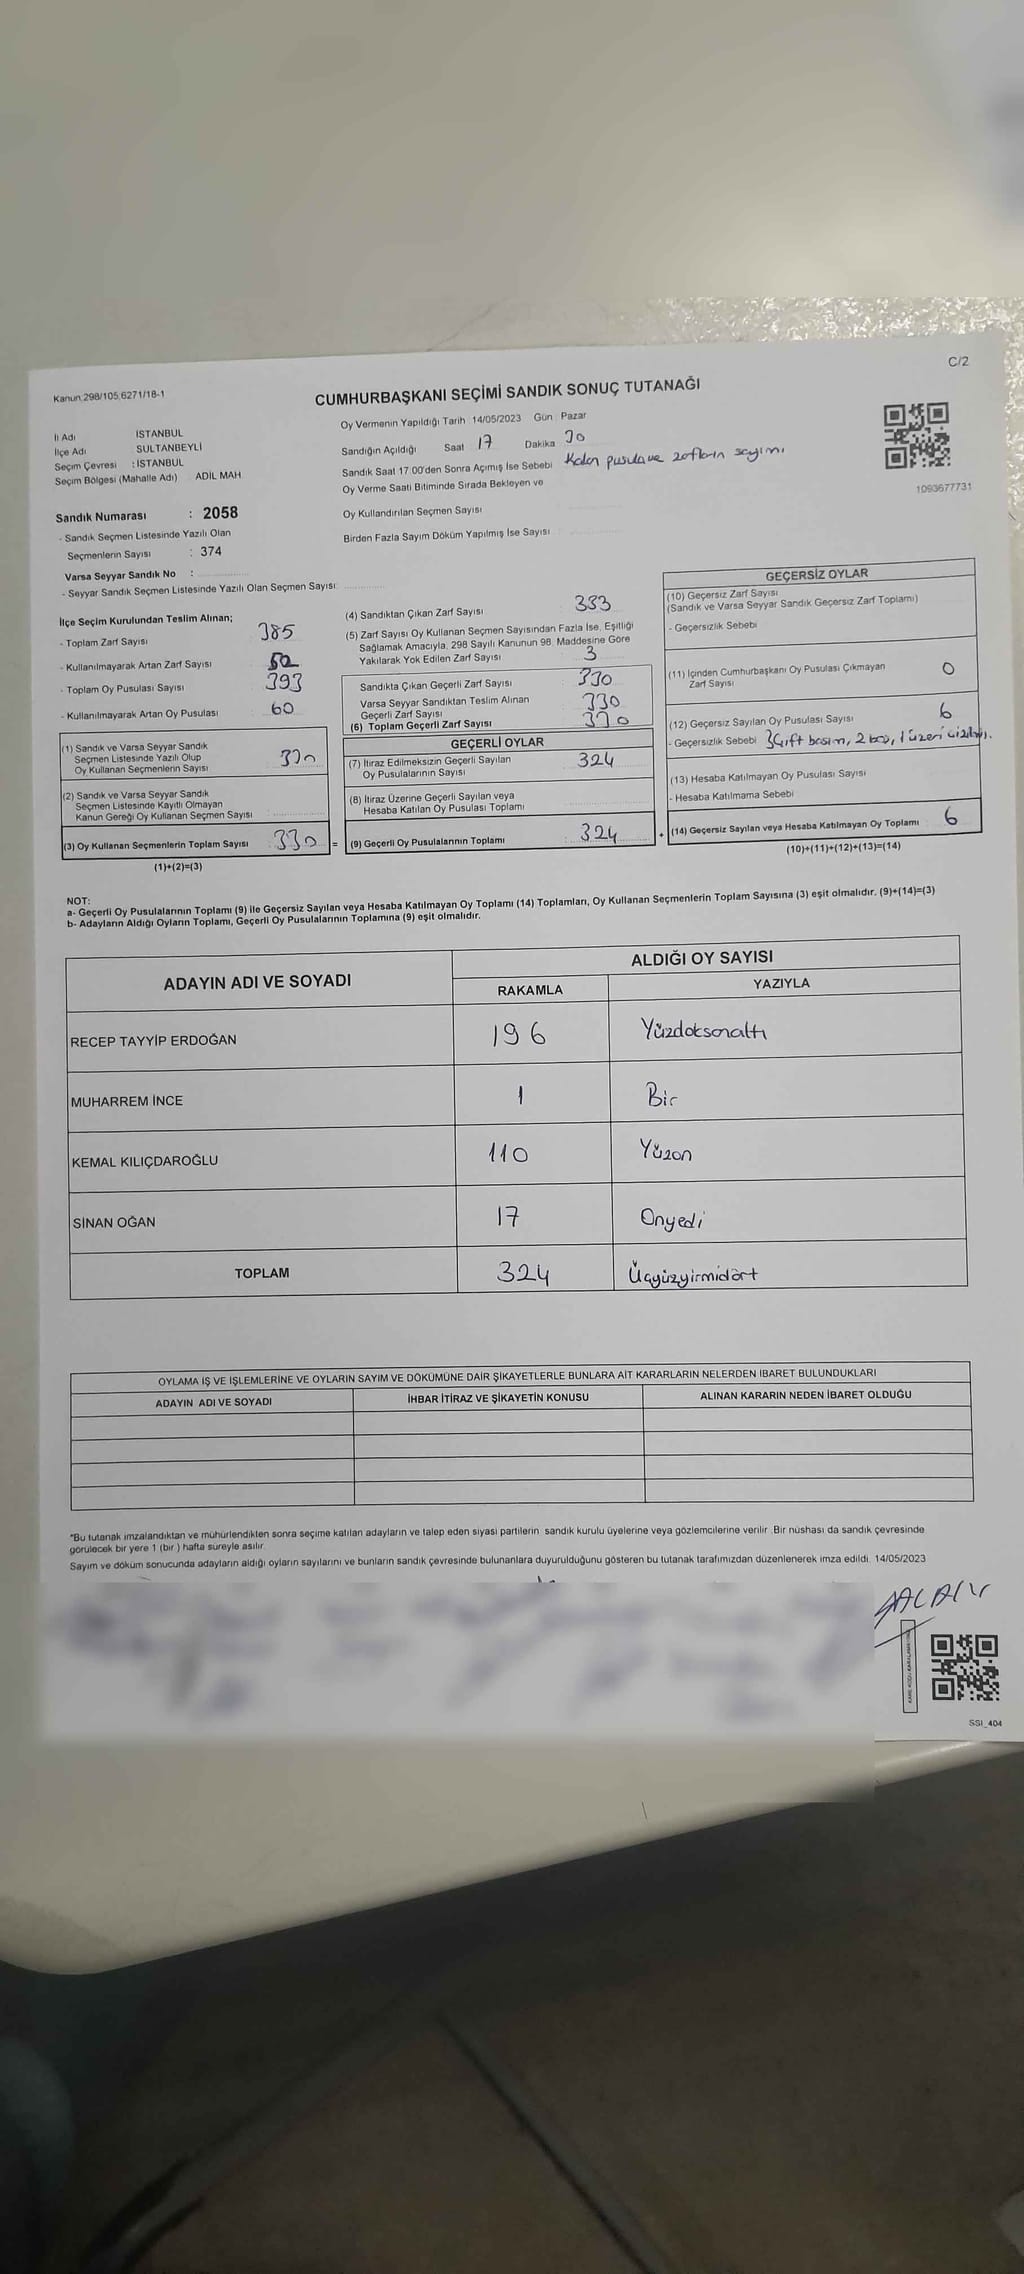 C/2
Kanun,298/105,6271/18-1
CUMHURBAŞKANI SEÇİMİ SANDIK SONUÇ TUTANAĞI
İl Adı İSTANBUL
İlçe Adı SULTANBEYLİ
Seçim Çevresi : İSTANBUL
Seçim Bölgesi (Mahalle Adı) ADİL MAH
Oy Vermenin Yapıldığı Tarih 14/05/2023 Gün Pazar
Sandığın Açıldığı Saat 17 Dakika 30
Sandık Saat 17:00'den Sonra Açılmış İse Sebebi Kalan pusula ve zarfların sayımı
Oy Verme Saati Bitiminde Sırada Bekleyen ve
Oy Kullandırılan Seçmen Sayısı
Birden Fazla Sayım Döküm Yapılmış İse Sayısı
1093677731
Sandık Numarası : 2058
- Sandık Seçmen Listesinde Yazılı Olan
Seçmenlerin Sayısı : 374
Varsa Seyyar Sandık No :
- Seyyar Sandık Seçmen Listesinde Yazılı Olan Seçmen Sayısı:
İlçe Seçim Kurulundan Teslim Alınan;
- Toplam Zarf Sayısı 385
- Kullanılmayarak Artan Zarf Sayısı 52
- Toplam Oy Pusulası Sayısı 393
- Kullanılmayarak Artan Oy Pusulası 60
(1) Sandık ve Varsa Seyyar Sandık
Seçmen Listesinde Yazılı Olup
Oy Kullanan Seçmenlerin Sayısı 330
(2) Sandık ve Varsa Seyyar Sandık
Seçmen Listesinde Kayıtlı Olmayan
Kanun Gereği Oy Kullanan Seçmen Sayısı
(3) Oy Kullanan Seçmenlerin Toplam Sayısı 330 =
(1)+(2)=(3)
(4) Sandıktan Çıkan Zarf Sayısı 333
(5) Zarf Sayısı Oy Kullanan Seçmen Sayısından Fazla İse, Eşitliği
Sağlamak Amacıyla, 298 Sayılı Kanunun 98. Maddesine Göre
Yakılarak Yok Edilen Zarf Sayısı 3
Sandıkta Çıkan Geçerli Zarf Sayısı 330
Varsa Seyyar Sandıktan Teslim Alınan
Geçerli Zarf Sayısı 330
(6) Toplam Geçerli Zarf Sayısı 330
GEÇERLİ OYLAR
(7) İtiraz Edilmeksizin Geçerli Sayılan
Oy Pusulalarının Sayısı 324
(8) İtiraz Üzerine Geçerli Sayılan veya
Hesaba Katılan Oy Pusulası Toplamı
(9) Geçerli Oy Pusulalarının Toplamı 324 +
GEÇERSİZ OYLAR
(10) Geçersiz Zarf Sayısı
(Sandık ve Varsa Seyyar Sandık Geçersiz Zarf Toplamı)
- Geçersizlik Sebebi
(11) İçinden Cumhurbaşkanı Oy Pusulası Çıkmayan
Zarf Sayısı 0
(12) Geçersiz Sayılan Oy Pusulası Sayısı 6
- Geçersizlik Sebebi 3 Çift basım, 2 boş, 1 üzeri çizilmiş.
(13) Hesaba Katılmayan Oy Pusulası Sayısı
- Hesaba Katılmama Sebebi
(14) Geçersiz Sayılan veya Hesaba Katılmayan Oy Toplamı 6
(10)+(11)+(12)+(13)=(14)
NOT:
a- Geçerli Oy Pusulalarının Toplamı (9) ile Geçersiz Sayılan veya Hesaba Katılmayan Oy Toplamı (14) Toplamları, Oy Kullanan Seçmenlerin Toplam Sayısına (3) eşit olmalıdır. (9)+(14)=(3)
b- Adayların Aldığı Oyların Toplamı, Geçerli Oy Pusulalarının Toplamına (9) eşit olmalıdır.
ADAYIN ADI VE SOYADI ALDIĞI OY SAYISI
RAKAMLA YAZIYLA
RECEP TAYYİP ERDOĞAN 196 Yüzdoksanaltı
MUHARREM İNCE 1 Bir
KEMAL KILIÇDAROĞLU 110 Yüzon
SİNAN OĞAN 17 Onyedi
TOPLAM 324 Üçyüzyirmidört
OYLAMA İŞ VE İŞLEMLERİNE VE OYLARIN SAYIM VE DÖKÜMÜNE DAİR ŞİKAYETLERLE BUNLARA AİT KARARLARIN NELERDEN İBARET BULUNDUKLARI
ADAYIN ADI VE SOYADI İHBAR İTİRAZ VE ŞİKAYETİN KONUSU ALINAN KARARIN NEDEN İBARET OLDUĞU
"Bu tutanak imzalandıktan ve mühürlendikten sonra seçime katılan adayların ve talep eden siyasi partilerin sandık kurulu üyelerine veya gözlemcilerine verilir. Bir nüshası da sandık çevresinde
görülecek bir yere 1 (bir) hafta süreyle asılır.
Sayım ve döküm sonucunda adayların aldığı oyların sayılarını ve bunların sandık çevresinde bulunanlara duyurulduğunu gösteren bu tutanak tarafımızdan düzenlenerek imza edildi. 14/05/2023
SSI_404